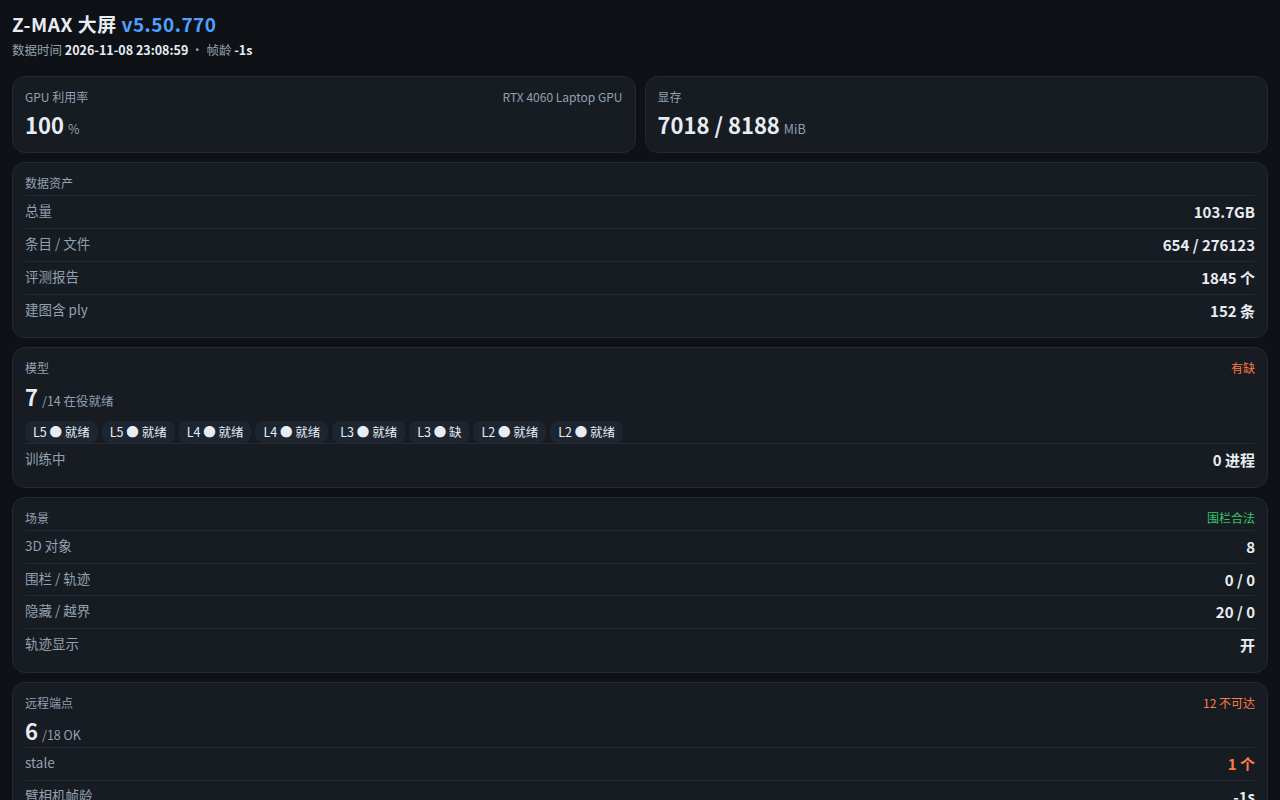 Z-MAX 大屏 v5.50.770
数据时间 2026-11-08 23:08:59 · 帧龄 -1s
GPU 利用率 RTX 4060 Laptop GPU
100 %
显存
7018 / 8188 MiB
数据资产
总量 103.7GB
条目 / 文件 654 / 276123
评测报告 1845 个
建图含 ply 152 条
模型 有缺
7 /14 在役就绪
L5 ● 就绪 L5 ● 就绪 L4 ● 就绪 L4 ● 就绪 L3 ● 就绪 L3 ● 缺 L2 ● 就绪 L2 ● 就绪
训练中 0 进程
场景 围栏合法
3D 对象 8
围栏 / 轨迹 0 / 0
隐藏 / 越界 20 / 0
轨迹显示 开
远程端点 12 不可达
6 /18 OK
stale 1 个
臂相机帧龄 -1s